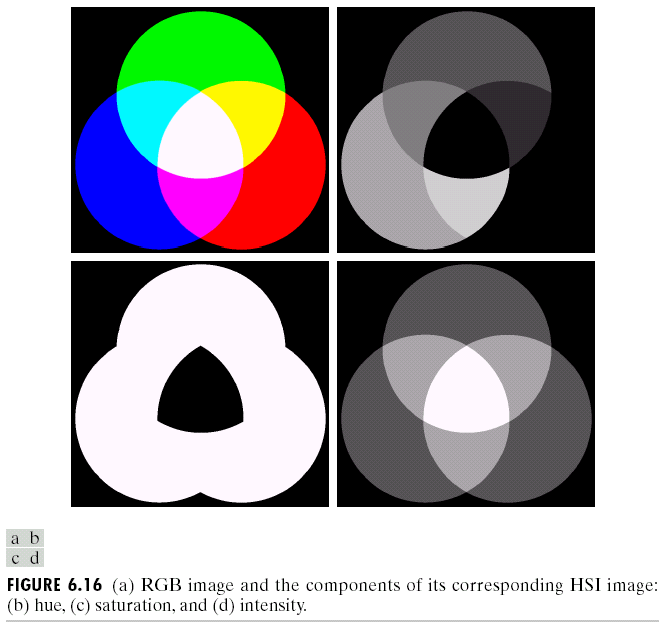 a b
c d
FIGURE 6.16 (a) RGB image and the components of its corresponding HSI image:
(b) hue, (c) saturation, and (d) intensity.